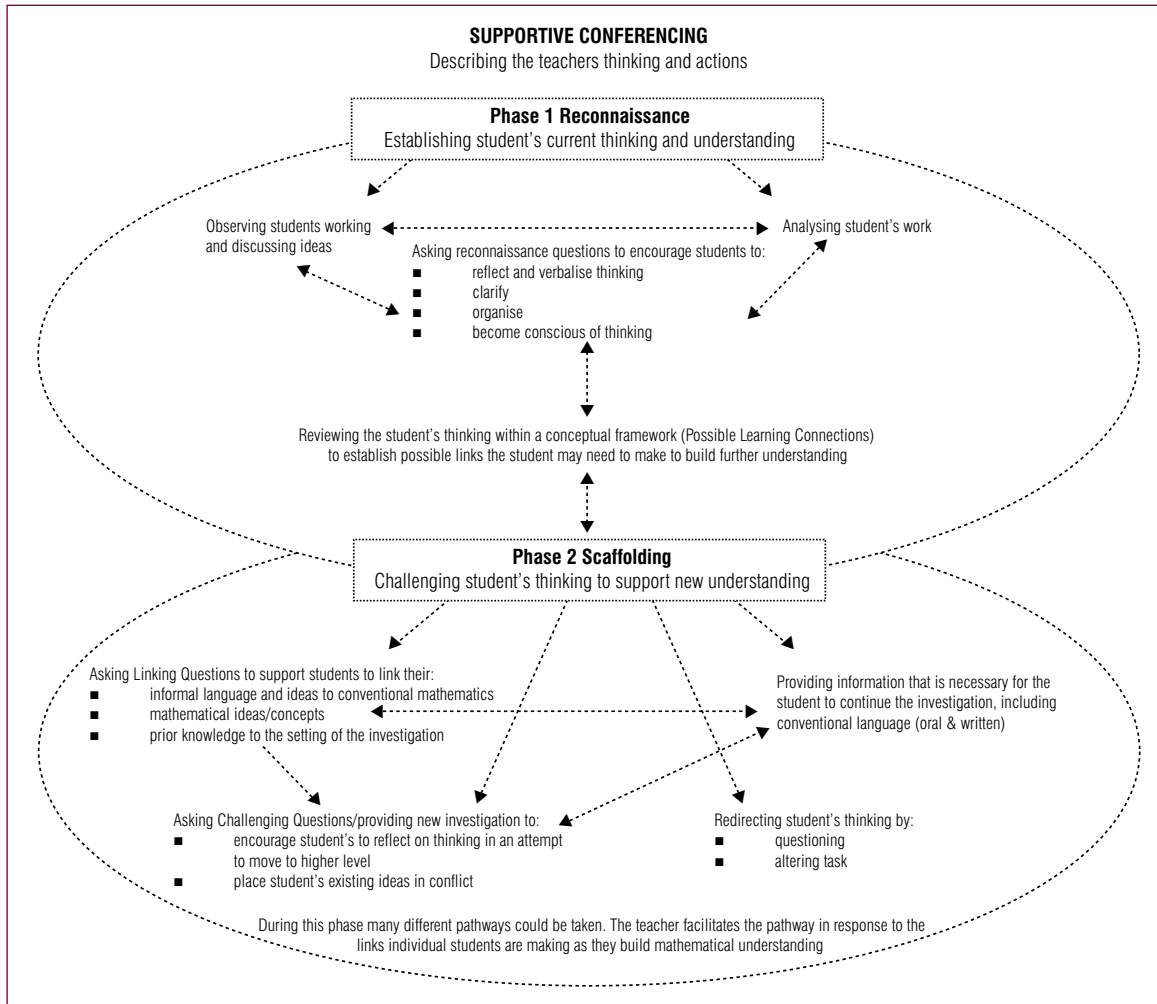 SUPPORTIVE CONFERENCING
Describing the teachers thinking and actions
Phase 1 Reconnaissance
Establishing student's current thinking and understanding
Observing students working
and discussing ideas
Analysing student's work
Asking reconnaissance questions to encourage students to:
■ reflect and verbalise thinking
■ clarify
■ organise
■ become conscious of thinking
Reviewing the student's thinking within a conceptual framework (Possible Learning Connections)
to establish possible links the student may need to make to build further understanding
Phase 2 Scaffolding
Challenging student's thinking to support new understanding
Asking Linking Questions to support students to link their:
■ informal language and ideas to conventional mathematics
■ mathematical ideas/concepts
■ prior knowledge to the setting of the investigation
Providing information that is necessary for the
student to continue the investigation, including
conventional language (oral & written)
Asking Challenging Questions/providing new investigation to:
■ encourage student's to reflect on thinking in an attempt
to move to higher level
■ place student's existing ideas in conflict
Redirecting student's thinking by:
■ questioning
■ altering task
During this phase many different pathways could be taken. The teacher facilitates the pathway in response to the
links individual students are making as they build mathematical understanding